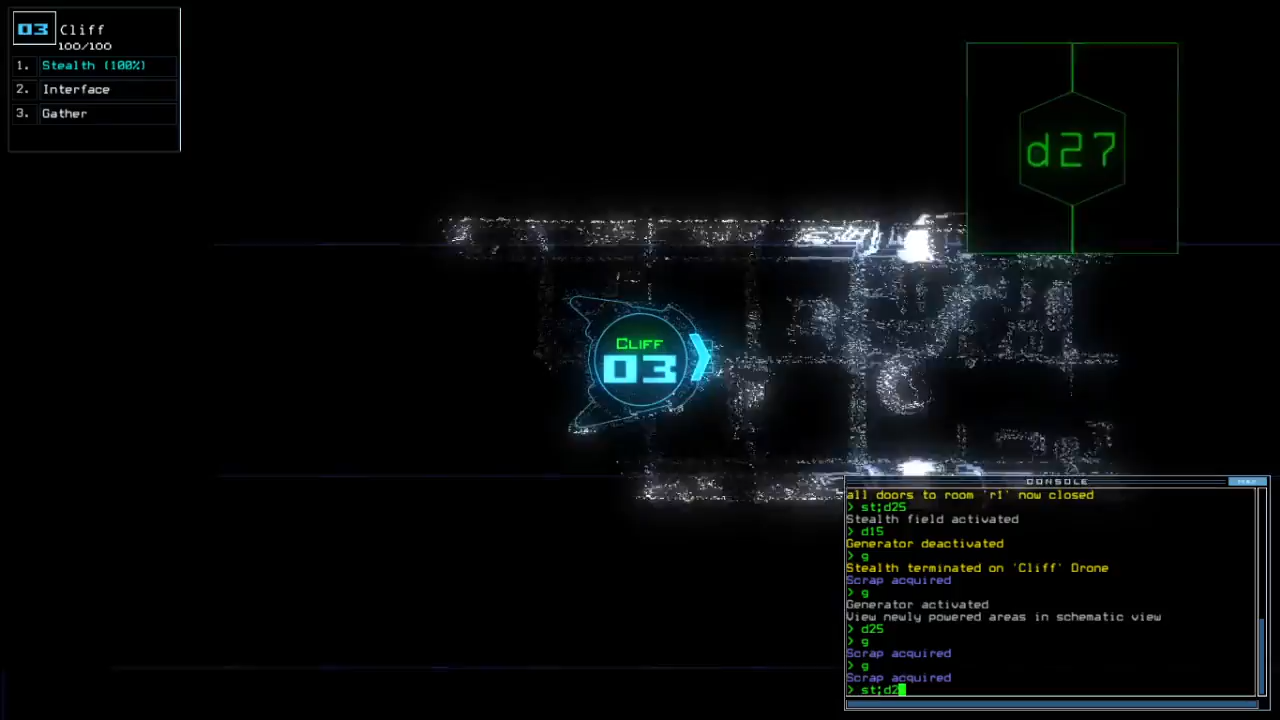 03 Cliff
100/100
1. Stealth (100%)
2. Interface
3. Gather
d27
Cliff
03
CONSOLE
all doors to room 'r1' now closed
> st;d25
Stealth field activated
> d15
Generator deactivated
> g
Stealth terminated on 'Cliff' Drone
Scrap acquired
> g
Generator activated
View newly powered areas in schematic view
> d25
> g
Scrap acquired
> g
Scrap acquired
> st;d2